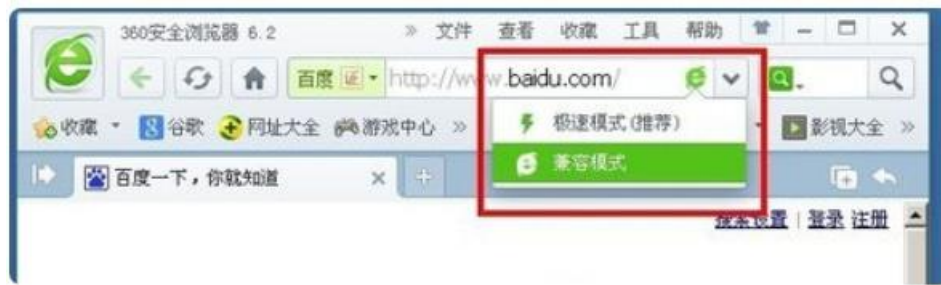 360安全浏览器 6.2 » 文件 查看 收藏 工具 帮助
百度 证 http://www.baidu.com/
收藏 谷歌 网址大全 游戏中心 » 影视大全 »
极速模式(推荐)
兼容模式
百度一下，你就知道
搜索设置 | 登录 注册